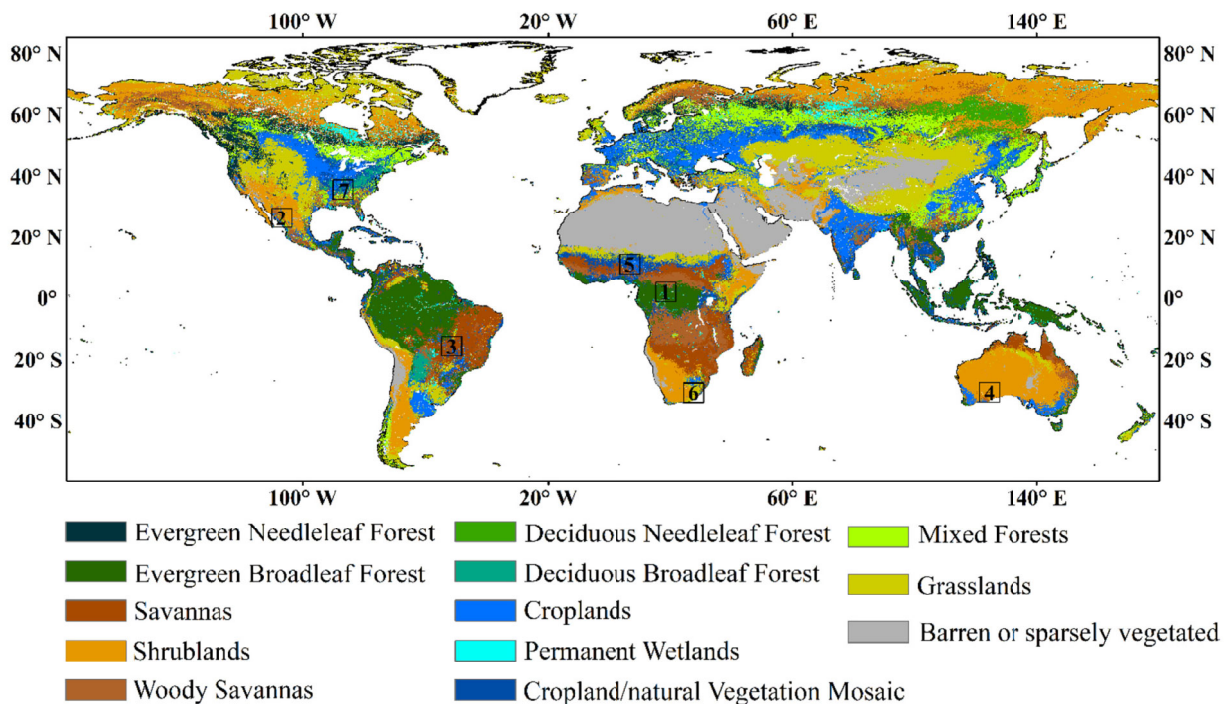 100° W 20° W 60° E 140° E
80° N 80° N
60° N 60° N
40° N 40° N
20° N 20° N
0° 0°
20° S 20° S
40° S 40° S
7
2
5
1
3
6
4
100° W 20° W 60° E 140° E
Evergreen Needleleaf Forest
Evergreen Broadleaf Forest
Savannas
Shrublands
Woody Savannas
Deciduous Needleleaf Forest
Deciduous Broadleaf Forest
Croplands
Permanent Wetlands
Cropland/natural Vegetation Mosaic
Mixed Forests
Grasslands
Barren or sparsely vegetated